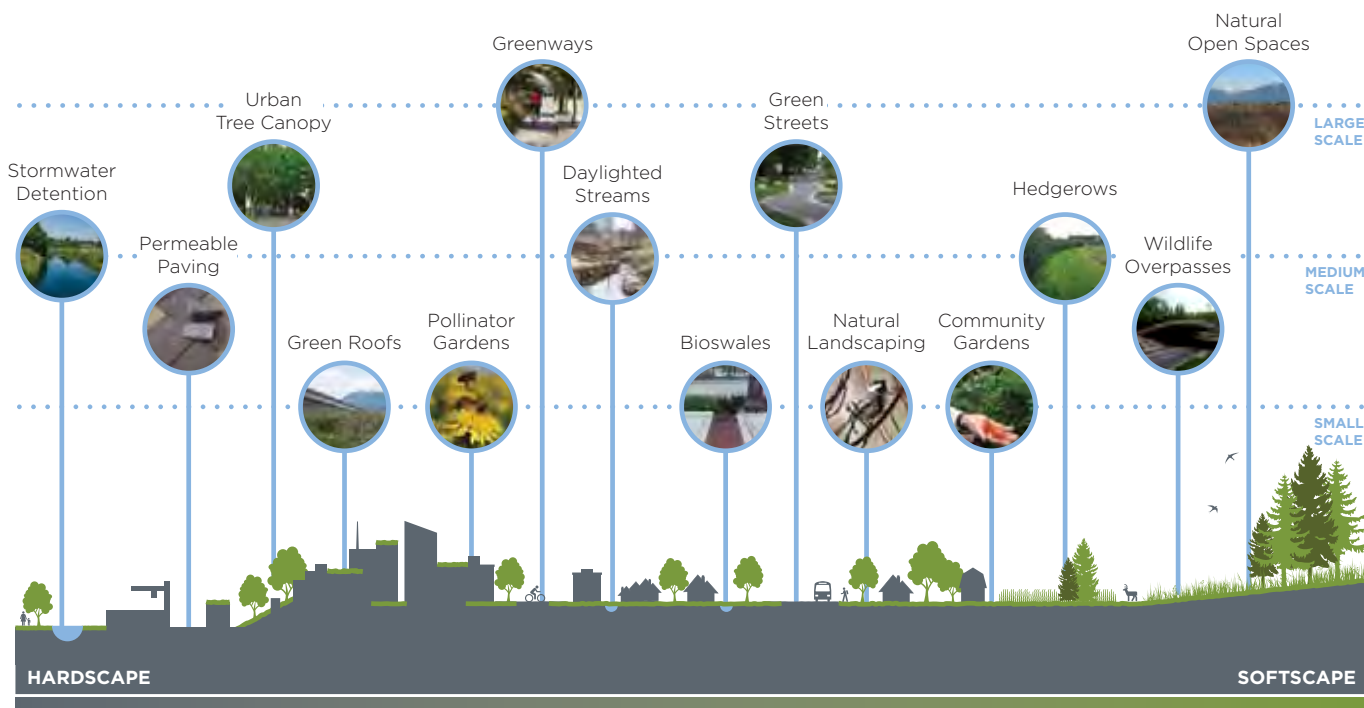 Natural
Open Spaces
Greenways
Urban
Tree Canopy
Green
Streets
LARGE
SCALE
Stormwater
Detention
Daylighted
Streams
Hedgerows
Permeable
Paving
Wildlife
Overpasses
MEDIUM
SCALE
Green Roofs
Pollinator
Gardens
Bioswales
Natural
Landscaping
Community
Gardens
SMALL
SCALE
HARDSCAPE
SOFTSCAPE